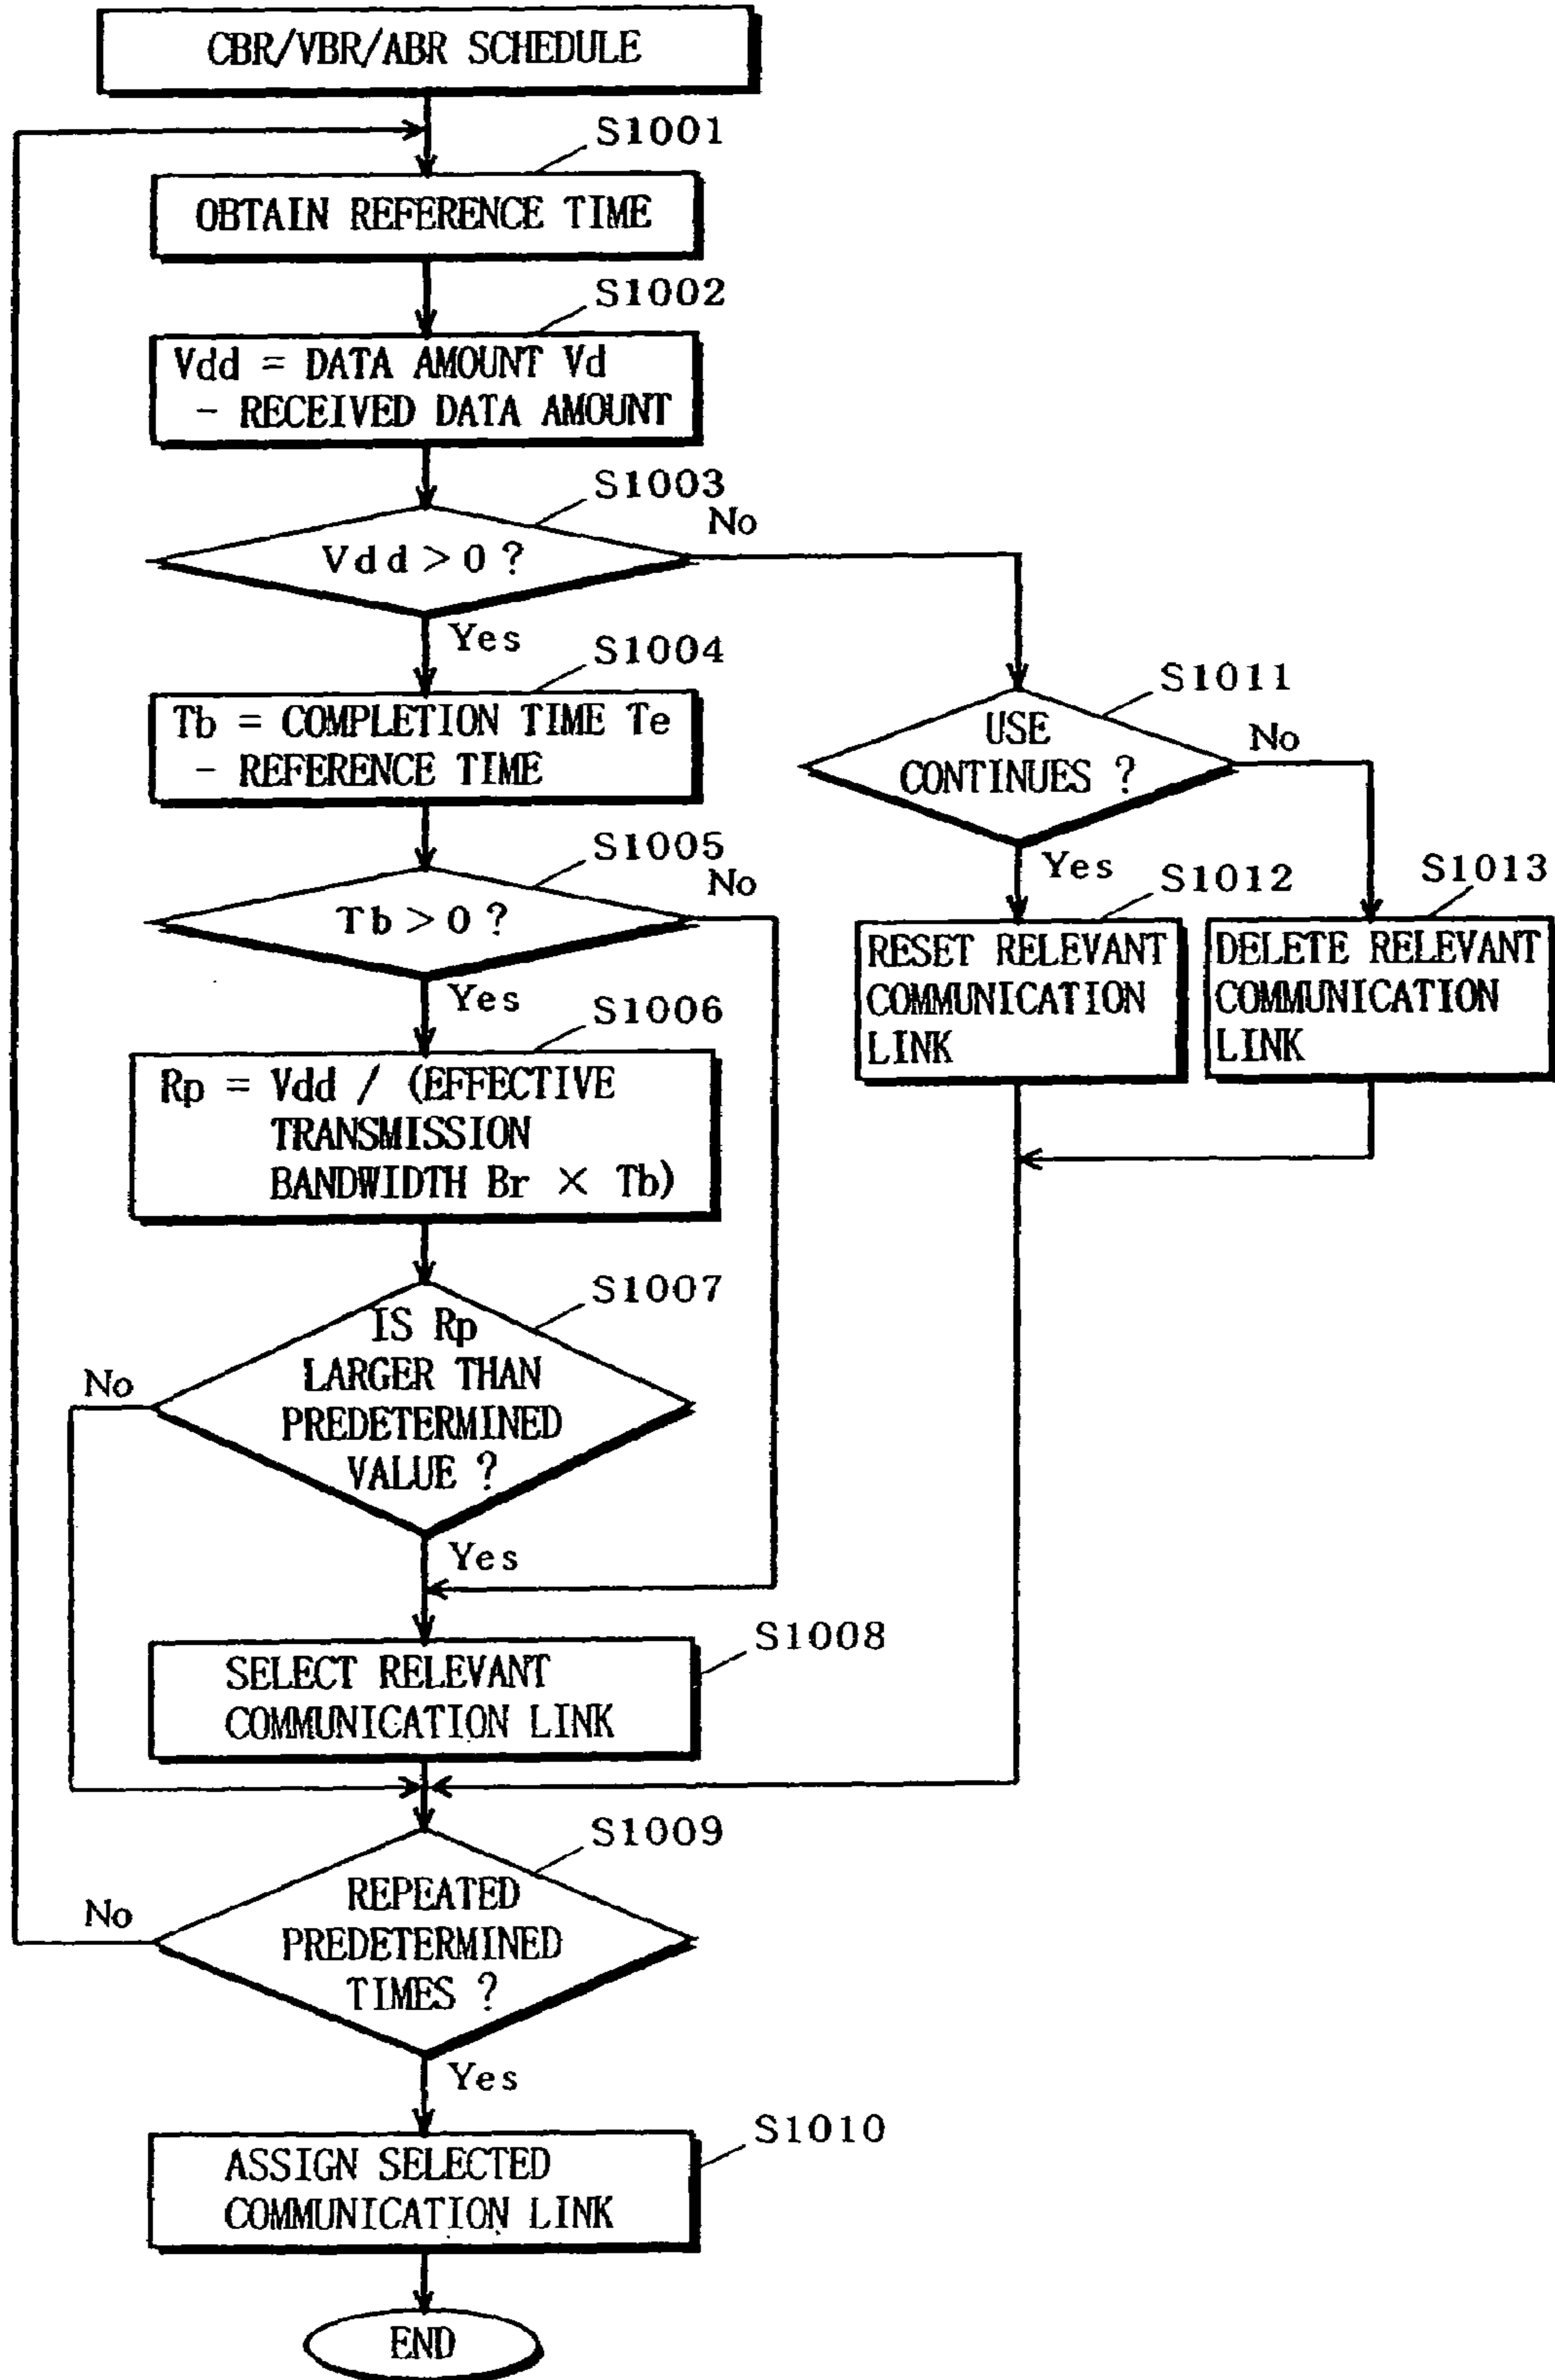 CBR/VBR/ABR SCHEDULE
S1001
OBTAIN REFERENCE TIME
S1002
Vdd = DATA AMOUNT Vd
- RECEIVED DATA AMOUNT
S1003
Vdd > 0 ?
No
Yes
S1004
Tb = COMPLETION TIME Te
- REFERENCE TIME
S1011
USE
CONTINUES ?
No
Yes
S1005
Tb > 0 ?
No
Yes
S1012
RESET RELEVANT
COMMUNICATION
LINK
S1013
DELETE RELEVANT
COMMUNICATION
LINK
S1006
Rp = Vdd / (EFFECTIVE
TRANSMISSION
BANDWIDTH Br × Tb)
S1007
IS Rp
LARGER THAN
PREDETERMINED
VALUE ?
No
Yes
S1008
SELECT RELEVANT
COMMUNICATION LINK
S1009
REPEATED
PREDETERMINED
TIMES ?
No
Yes
S1010
ASSIGN SELECTED
COMMUNICATION LINK
END